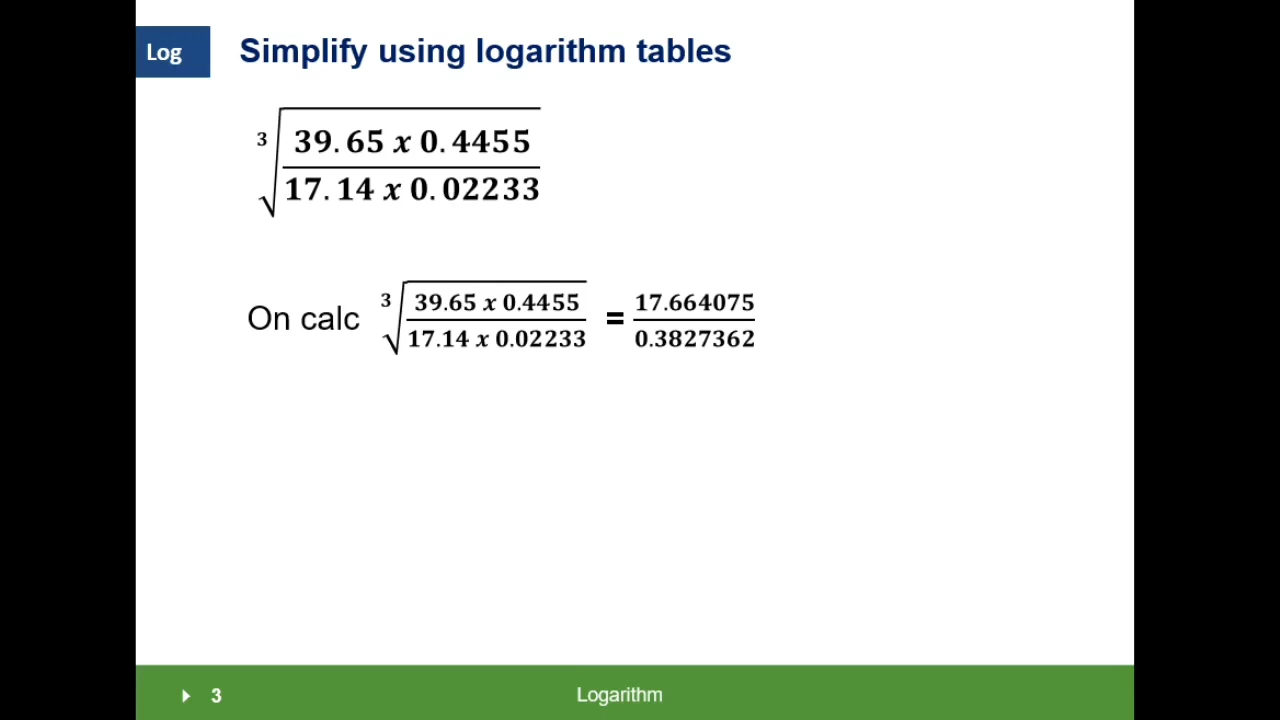 Log
Simplify using logarithm tables
3 39.65 x 0.4455
17.14 x 0.02233
On calc 3 39.65 x 0.4455 = 17.664075
17.14 x 0.02233 0.3827362
3
Logarithm